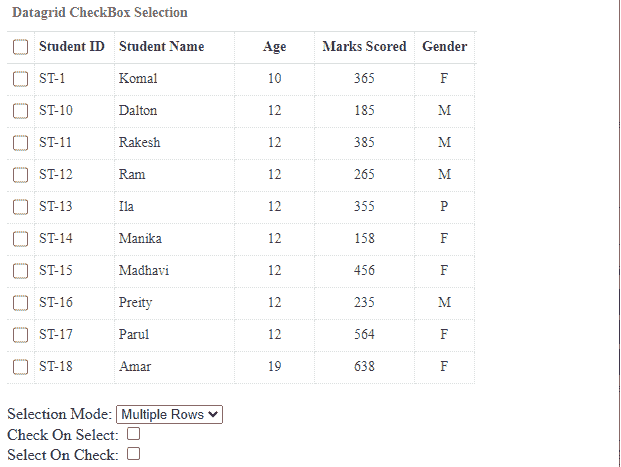 Datagrid CheckBox Selection
Student ID Student Name Age Marks Scored Gender
ST-1 Komal 10 365 F
ST-10 Dalton 12 185 M
ST-11 Rakesh 12 385 M
ST-12 Ram 12 265 M
ST-13 Ila 12 355 P
ST-14 Manika 12 158 F
ST-15 Madhavi 12 456 F
ST-16 Preity 12 235 M
ST-17 Parul 12 564 F
ST-18 Amar 19 638 F
Selection Mode: Multiple Rows
Check On Select:
Select On Check: